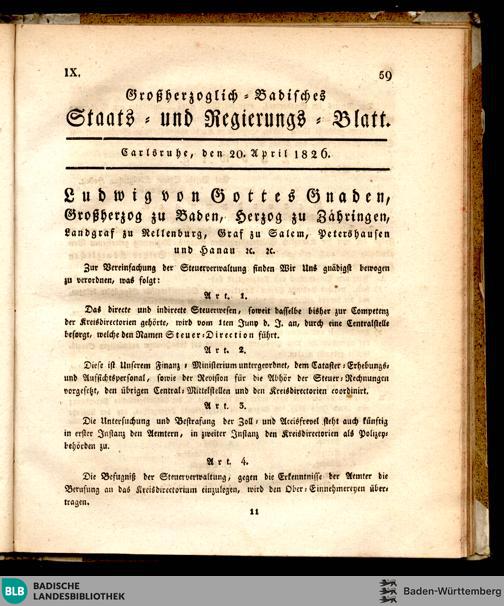 IX. 59
Großherzoglich-Badisches
Staats- und Regierungs-Blatt.
Carlsruhe, den 20. April 1826.
Ludwig von Gottes Gnaden,
Großherzog zu Baden, Herzog zu Zähringen,
Landgraf zu Nellenburg, Graf zu Salem, Petershausen
und Hanau ꝛc. ꝛc.
Zur Vereinfachung der Steuerverwaltung finden Wir Uns gnädigst bewogen
zu verordnen, was folgt:
Art. 1.
Das directe und indirecte Steuerwesen, soweit dasselbe bisher zur Competenz
der Kreisdirectorien gehörte, wird vom 1ten Juny d. J. an, durch eine Centralstelle
besorgt, welche den Namen Steuer-Direction führt.
Art. 2.
Diese ist Unserem Finanz-Ministerium untergeordnet, dem Cataster-Erhebungs-
und Aufsichtspersonal, sowie der Revision für die Abhör der Steuer-Rechnungen
vorgesetzt, den übrigen Central-Mittelstellen und den Kreisdirectorien coordinirt.
Art. 3.
Die Untersuchung und Bestrafung der Zoll- und Accisfrevel steht auch künftig
in erster Instanz den Aemtern, in zweiter Instanz den Kreisdirectorien als Polizey-
behörden zu.
Art. 4.
Die Befugniß der Steuerverwaltung, gegen die Erkenntnisse der Aemter die
Berufung an das Kreisdirectorium einzulegen, wird den Ober-Einnehmereyen über-
tragen.
11
BLB BADISCHE
LANDESBIBLIOTHEK
Baden-Württemberg